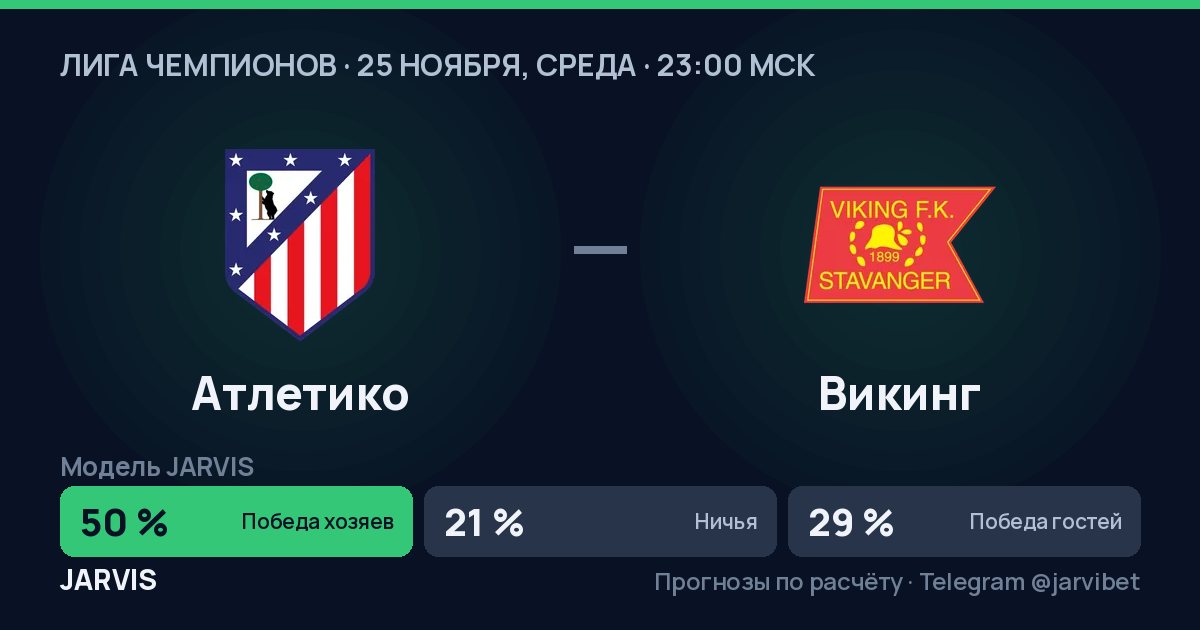 ЛИГА ЧЕМПИОНОВ · 25 НОЯБРЯ, СРЕДА · 23:00 МСК
VIKING F.K.
1899
STAVANGER
Атлетико
—
Викинг
Модель JARVIS
50 % Победа хозяев
21 % Ничья
29 % Победа гостей
JARVIS
Прогнозы по расчёту · Telegram @jarvibet